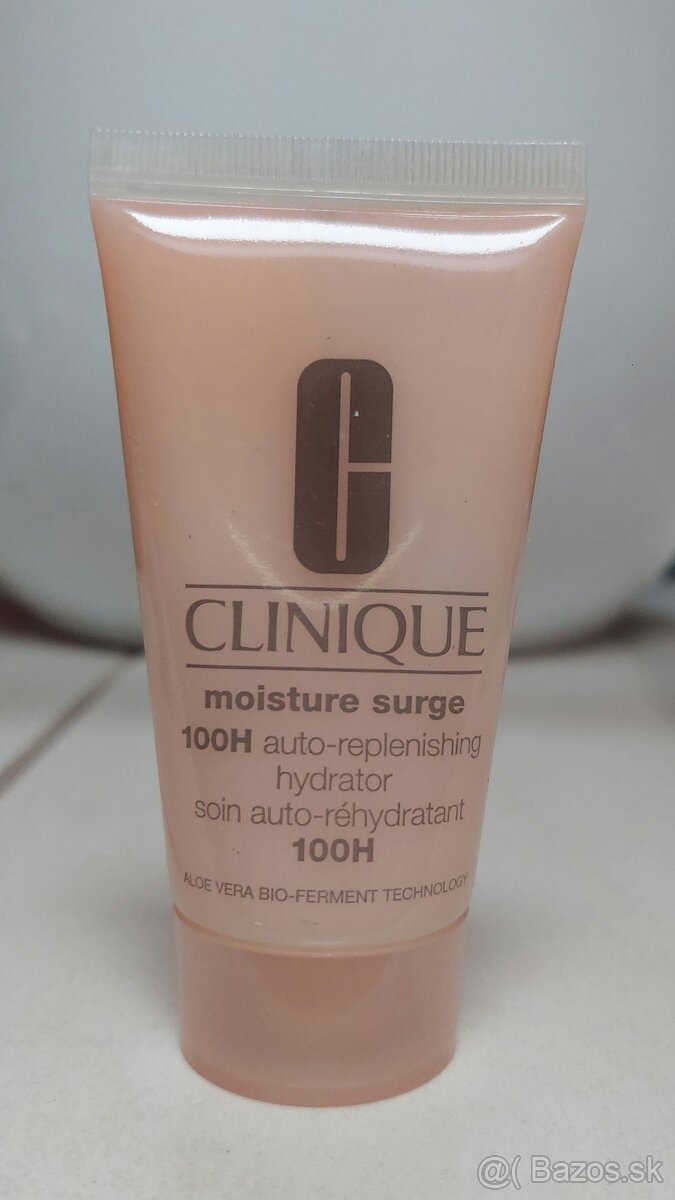 C
CLINIQUE
moisture surge
100H auto-replenishing
hydrator
soin auto-réhydratant
100H
ALOE VERA BIO-FERMENT TECHNOLOGY
@( Bazos.sk